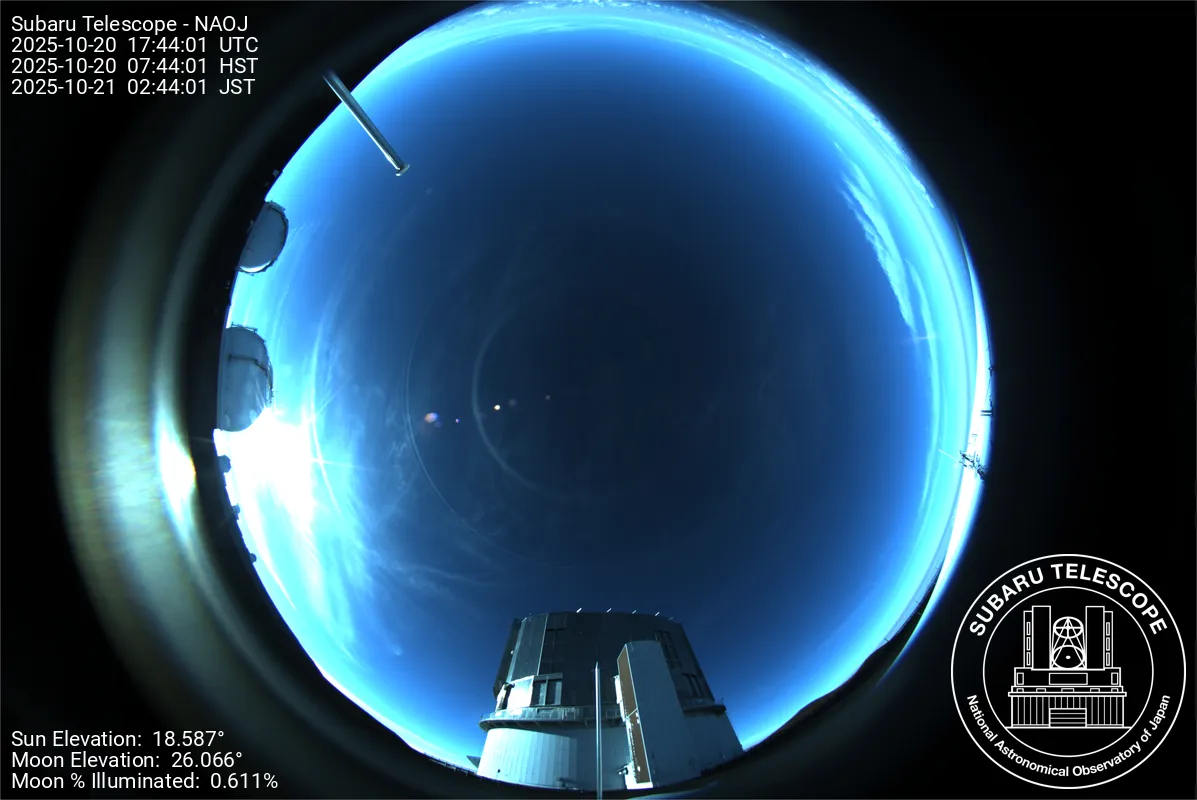 Subaru Telescope - NAOJ
2025-10-20 17:44:01 UTC
2025-10-20 07:44:01 HST
2025-10-21 02:44:01 JST
Sun Elevation: 18.587°
Moon Elevation: 26.066°
Moon % Illuminated: 0.611%
SUBARU TELESCOPE
National Astronomical Observatory of Japan